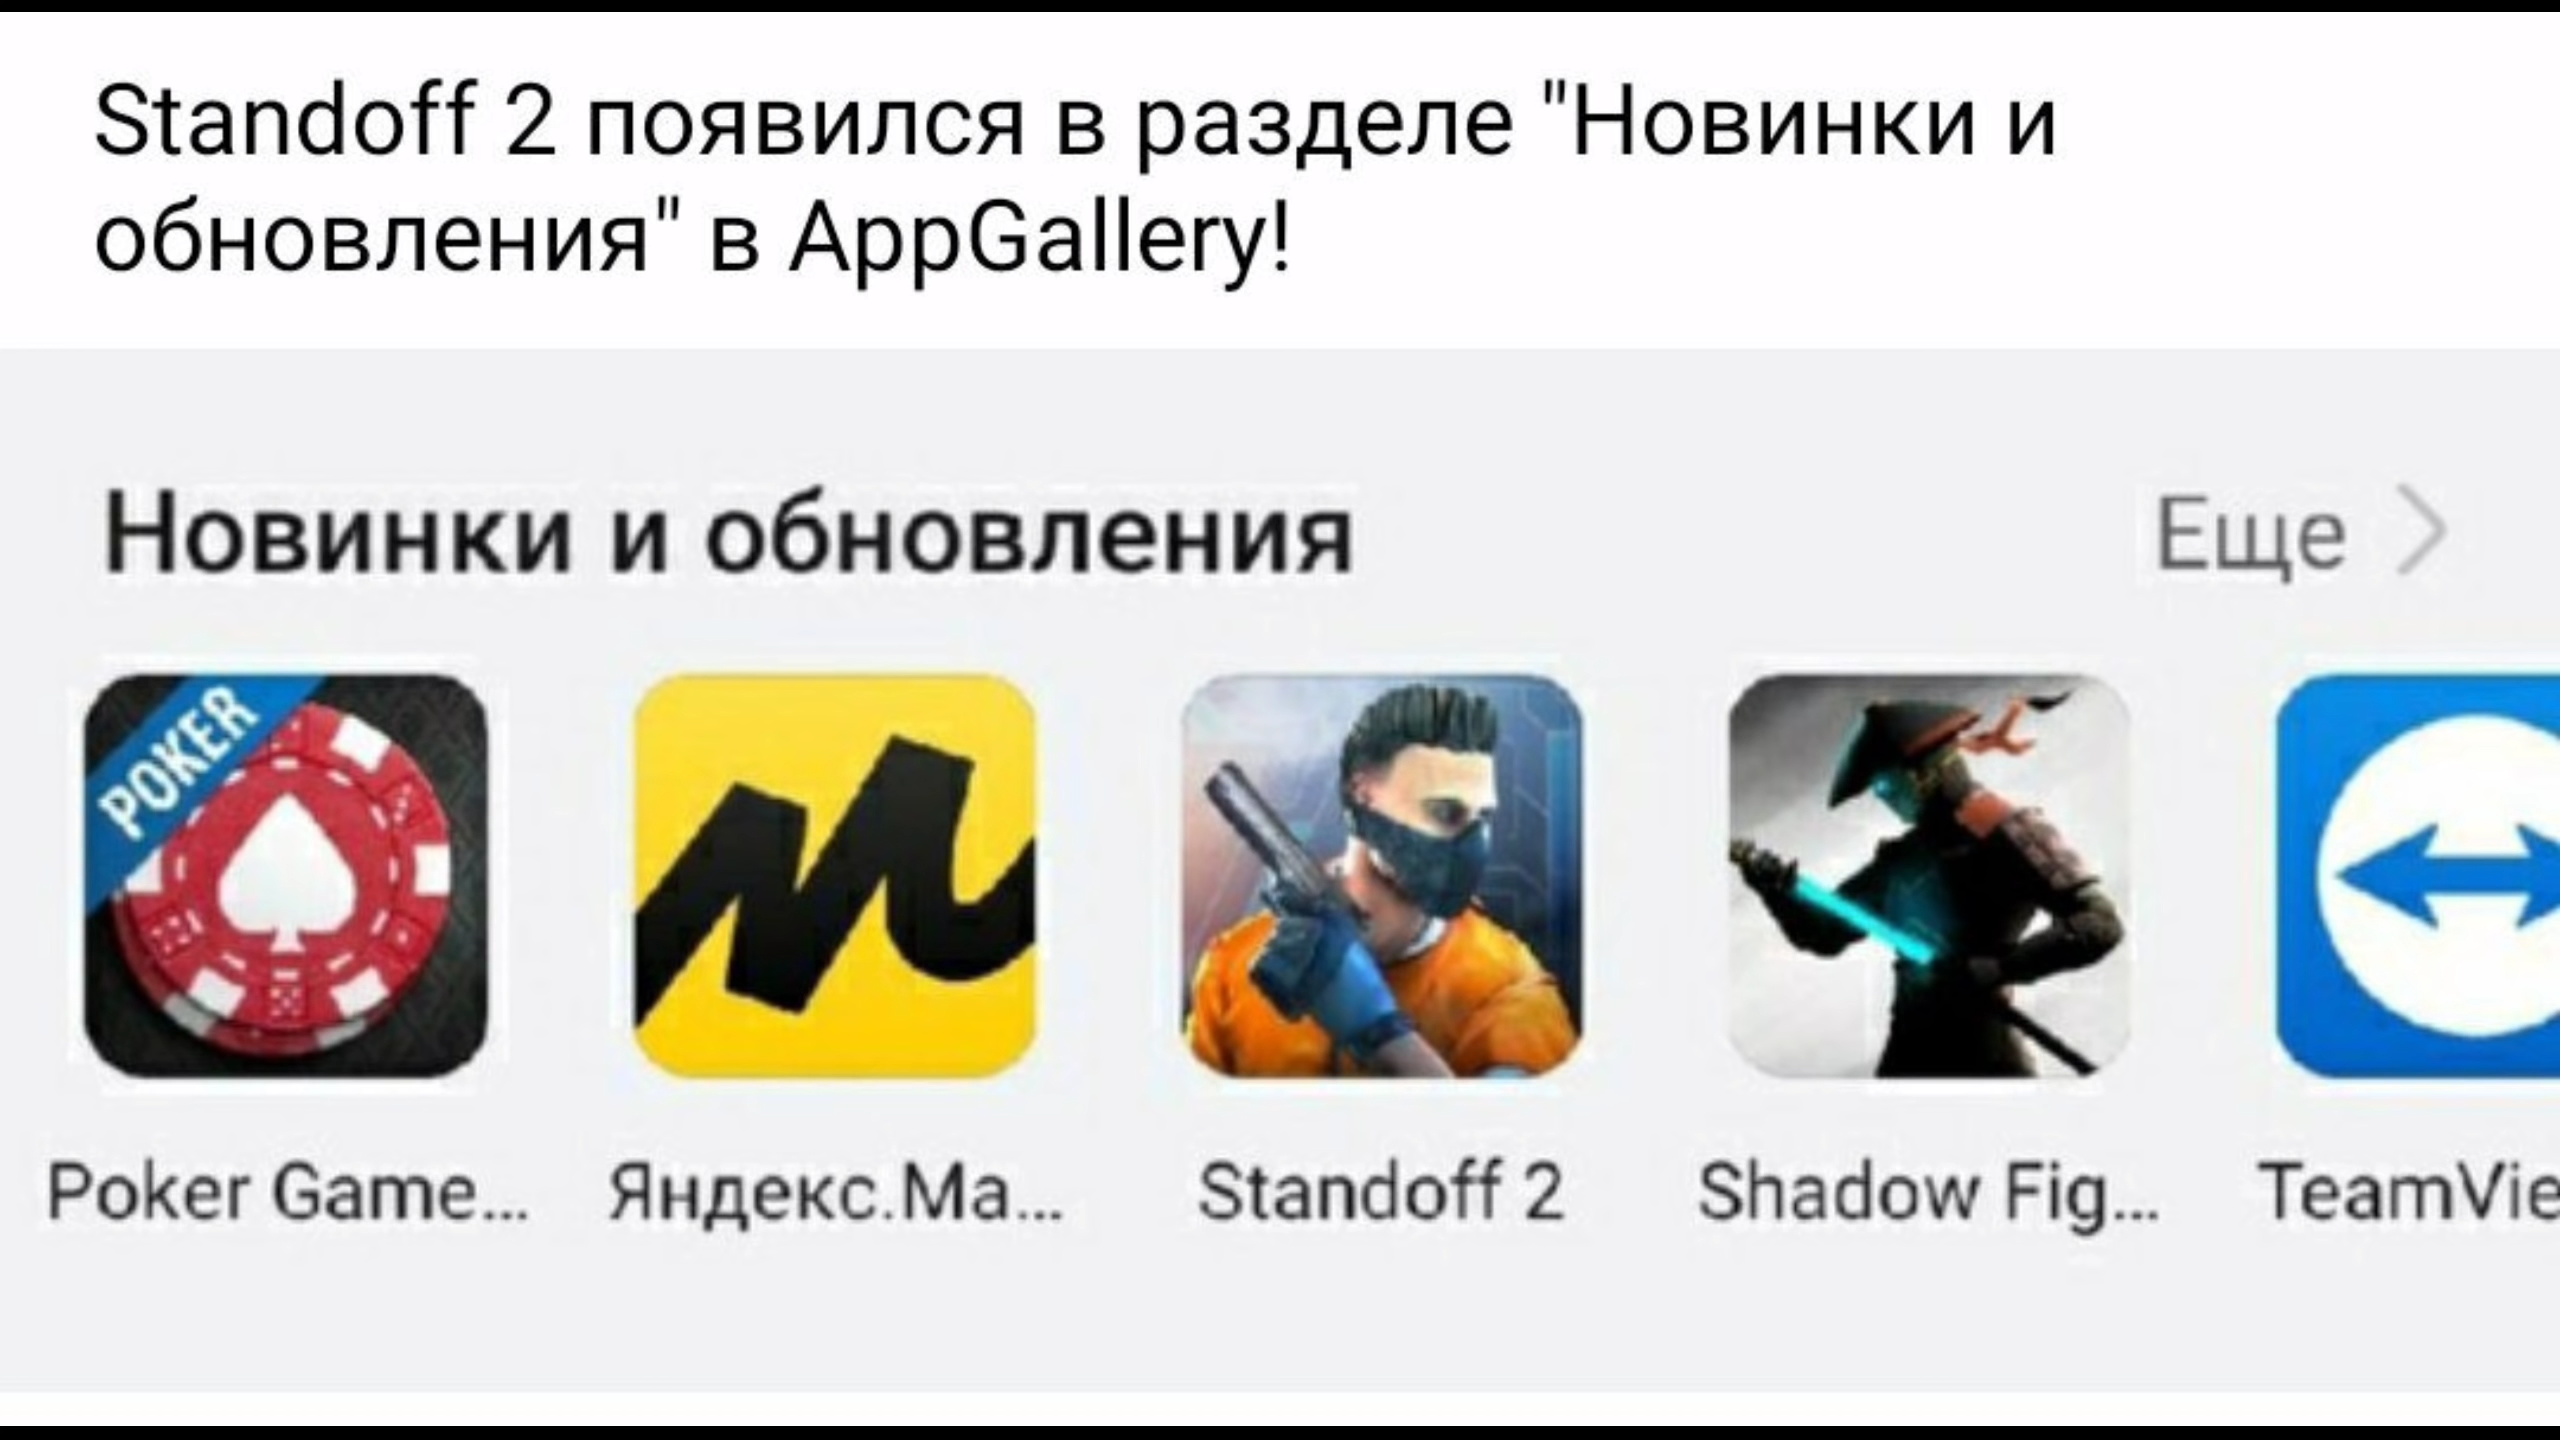 Standoff 2 появился в разделе "Новинки и
обновления" в AppGallery!
Новинки и обновления
Еще
POKER
Poker Game...
Яндекс.Ма...
Standoff 2
Shadow Fig...
TeamVie